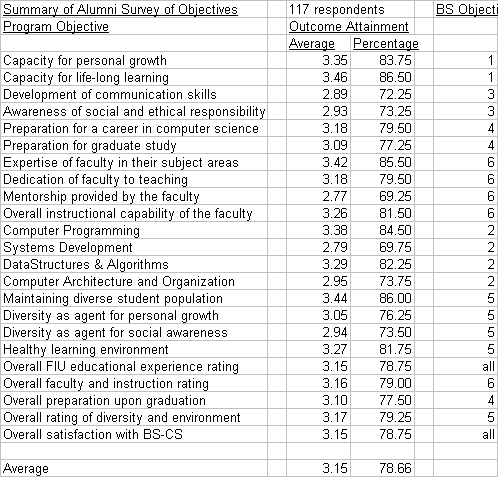 Summary of Alumni Survey of Objectives 117 respondents BS Objecti
Program Objective Outcome Attainment
Average Percentage
Capacity for personal growth 3.35 83.75 1
Capacity for life-long learning 3.46 86.50 1
Development of communication skills 2.89 72.25 3
Awareness of social and ethical responsibility 2.93 73.25 3
Preparation for a career in computer science 3.18 79.50 4
Preparation for graduate study 3.09 77.25 4
Expertise of faculty in their subject areas 3.42 85.50 6
Dedication of faculty to teaching 3.18 79.50 6
Mentorship provided by the faculty 2.77 69.25 6
Overall instructional capability of the faculty 3.26 81.50 6
Computer Programming 3.38 84.50 2
Systems Development 2.79 69.75 2
DataStructures & Algorithms 3.29 82.25 2
Computer Architecture and Organization 2.95 73.75 2
Maintaining diverse student population 3.44 86.00 5
Diversity as agent for personal growth 3.05 76.25 5
Diversity as agent for social awareness 2.94 73.50 5
Healthy learning environment 3.27 81.75 5
Overall FIU educational experience rating 3.15 78.75 all
Overall faculty and instruction rating 3.16 79.00 6
Overall preparation upon graduation 3.10 77.50 4
Overall rating of diversity and environment 3.17 79.25 5
Overall satisfaction with BS-CS 3.15 78.75 all
Average 3.15 78.66